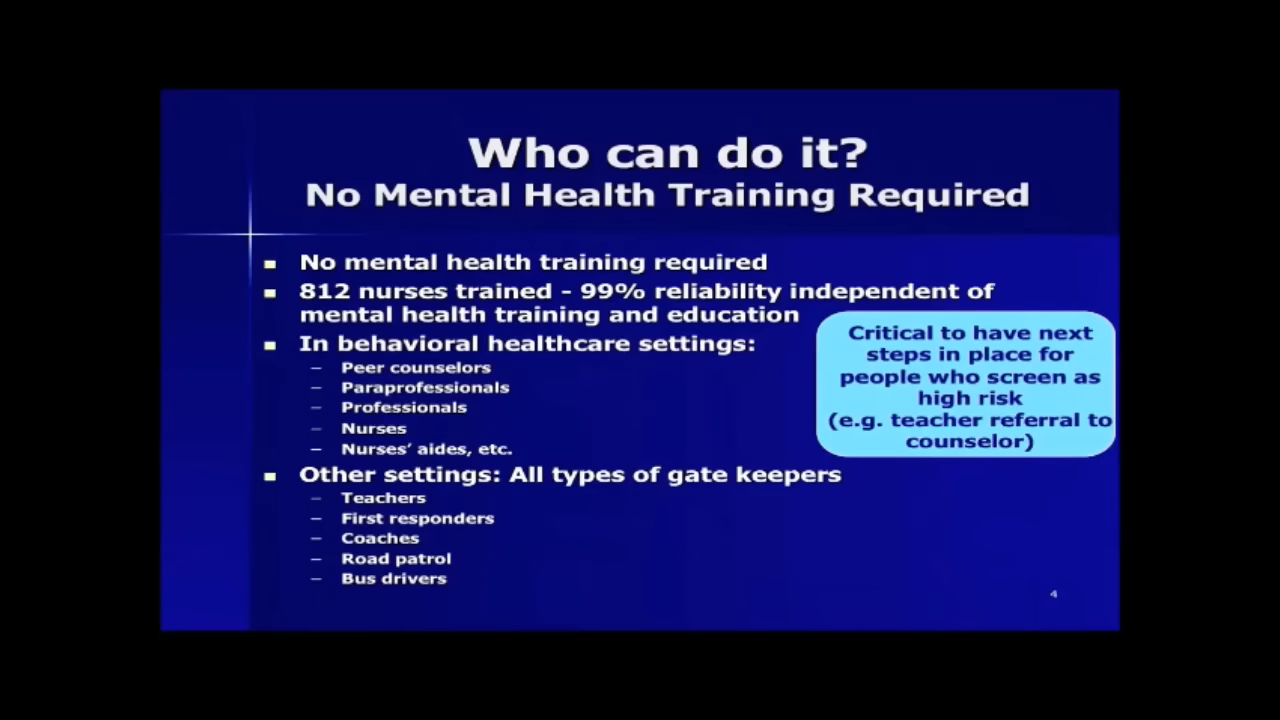 Who can do it?
No Mental Health Training Required
No mental health training required
812 nurses trained - 99% reliability independent of
mental health training and education
In behavioral healthcare settings:
– Peer counselors
– Paraprofessionals
– Professionals
– Nurses
– Nurses’ aides, etc.
Critical to have next
steps in place for
people who screen as
high risk
(e.g. teacher referral to
counselor)
Other settings: All types of gate keepers
– Teachers
– First responders
– Coaches
– Road patrol
– Bus drivers
4